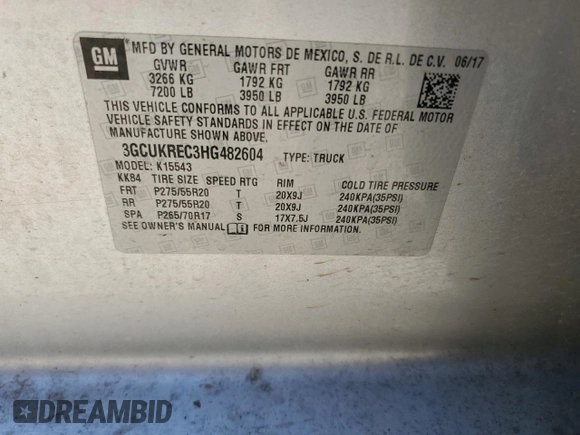 GM
MFD BY GENERAL MOTORS DE MEXICO, S. DE R.L. DE C.V. 06/17
GVWR GAWR FRT GAWR RR
3266 KG 1792 KG 1792 KG
7200 LB 3950 LB 3950 LB
THIS VEHICLE CONFORMS TO ALL APPLICABLE U.S. FEDERAL MOTOR
VEHICLE SAFETY STANDARDS IN EFFECT ON THE DATE OF
MANUFACTURE SHOWN ABOVE.
3GCUKREC3HG482604 TYPE: TRUCK
MODEL: K15543
KK84 TIRE SIZE SPEED RTG RIM COLD TIRE PRESSURE
FRT P275/55R20 T 20X9J 240KPA(35PSI)
RR P275/55R20 T 20X9J 240KPA(35PSI)
SPA P265/70R17 S 17X7.5J 240KPA(35PSI)
SEE OWNER'S MANUAL FOR MORE INFORMATION
DREAMBID